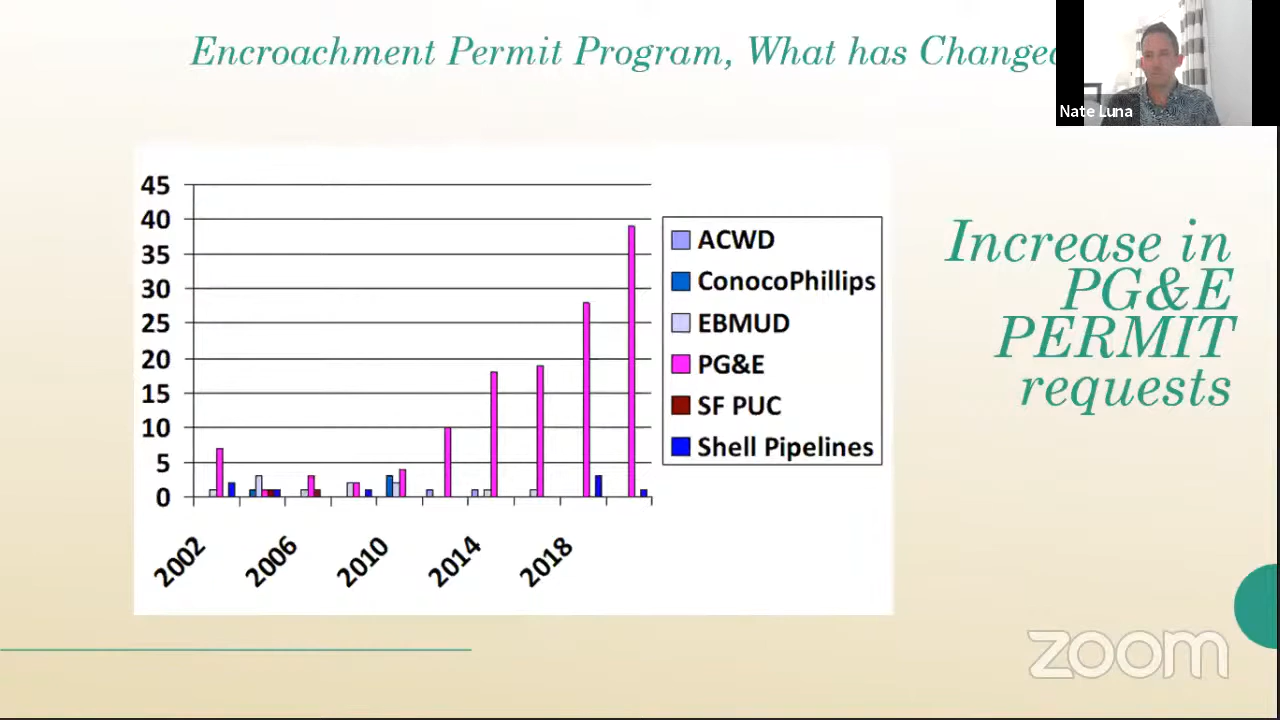 Encroachment Permit Program, What has Changed
Nate Luna
45
40
35
30
25
20
15
10
5
0
2002
2006
2010
2014
2018
ACWD
ConocoPhillips
EBMUD
PG&E
SF PUC
Shell Pipelines
Increase in
PG&E
PERMIT
requests
zoom